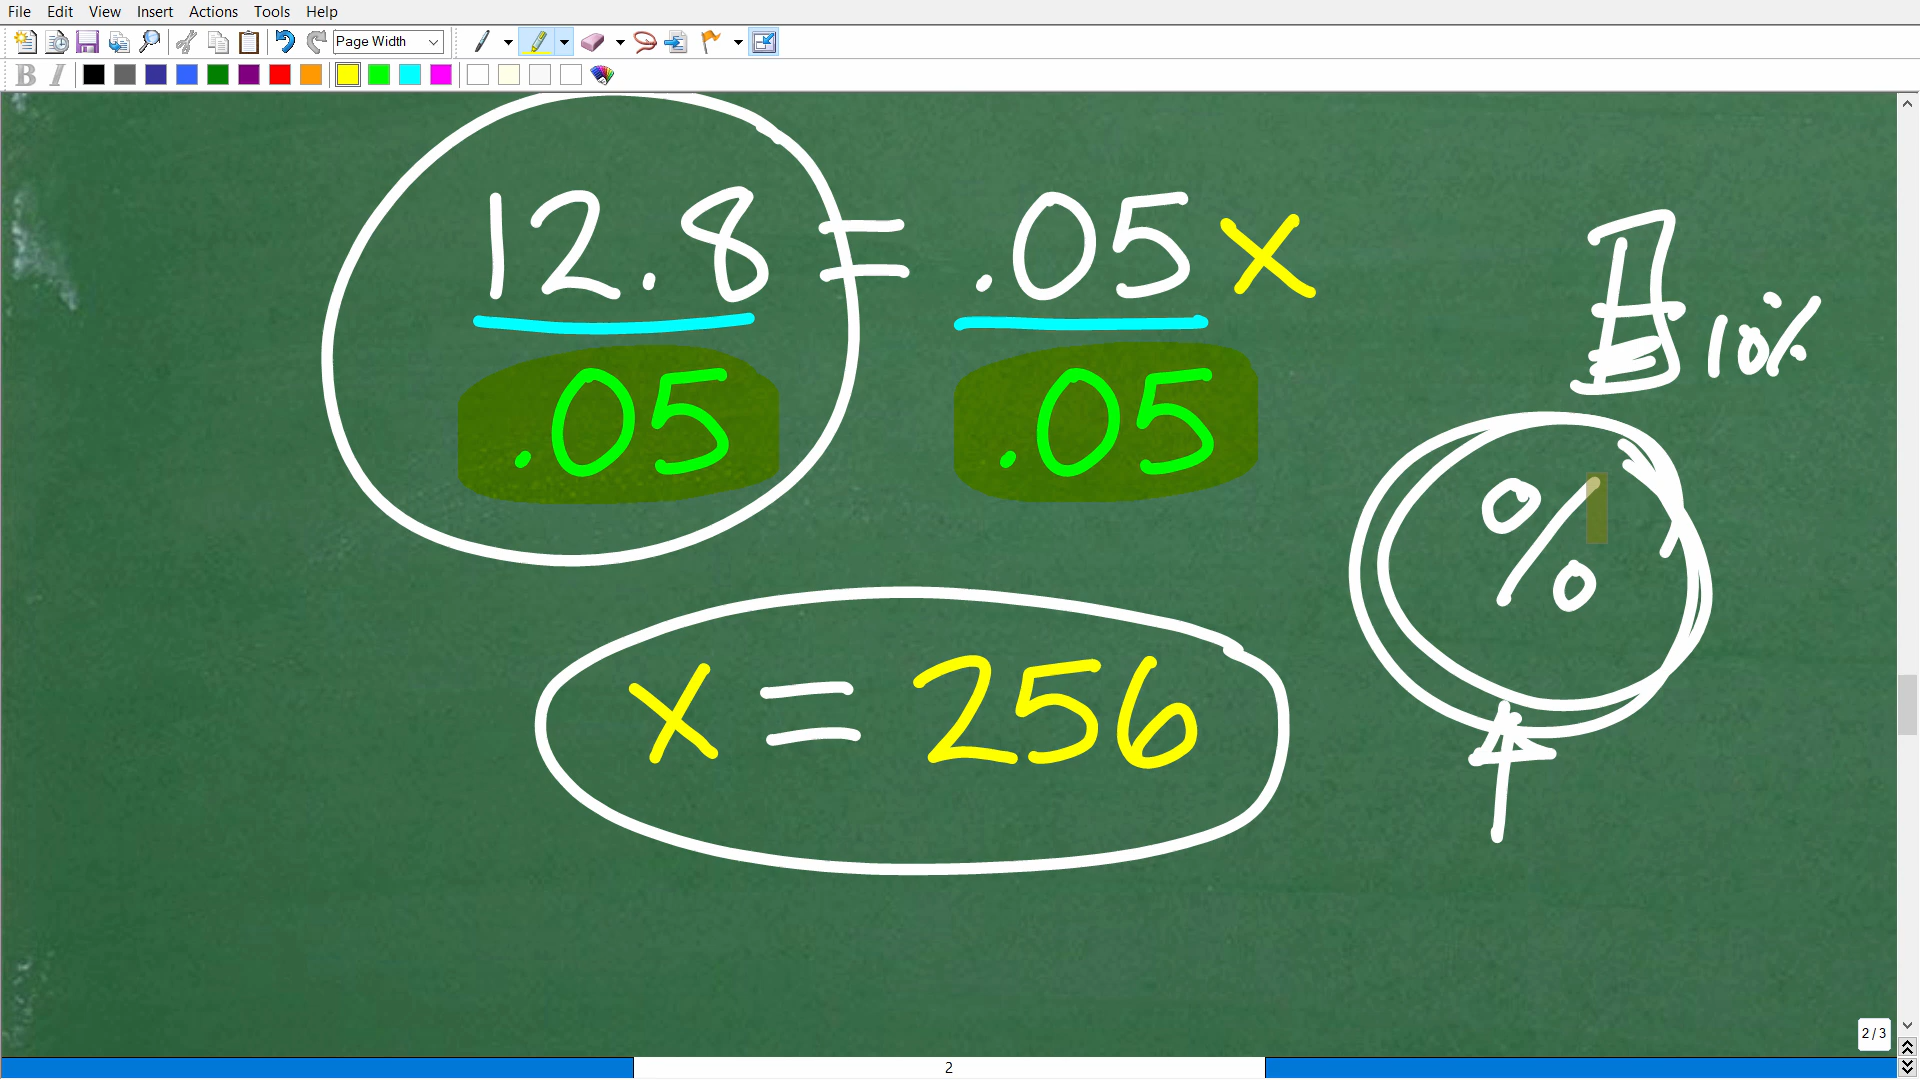 File Edit View Insert Actions Tools Help
Page Width
B I
12.8 = .05x
.05 .05
10%
%
x = 256
2 / 3
2